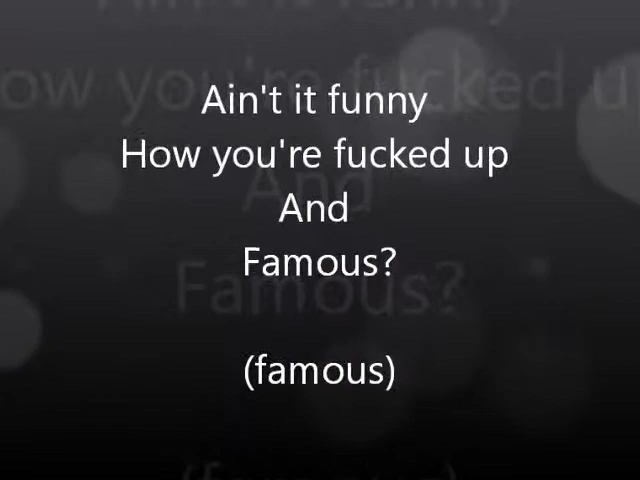 Ain't it funny
How you're fucked up
And
Famous?
(famous)